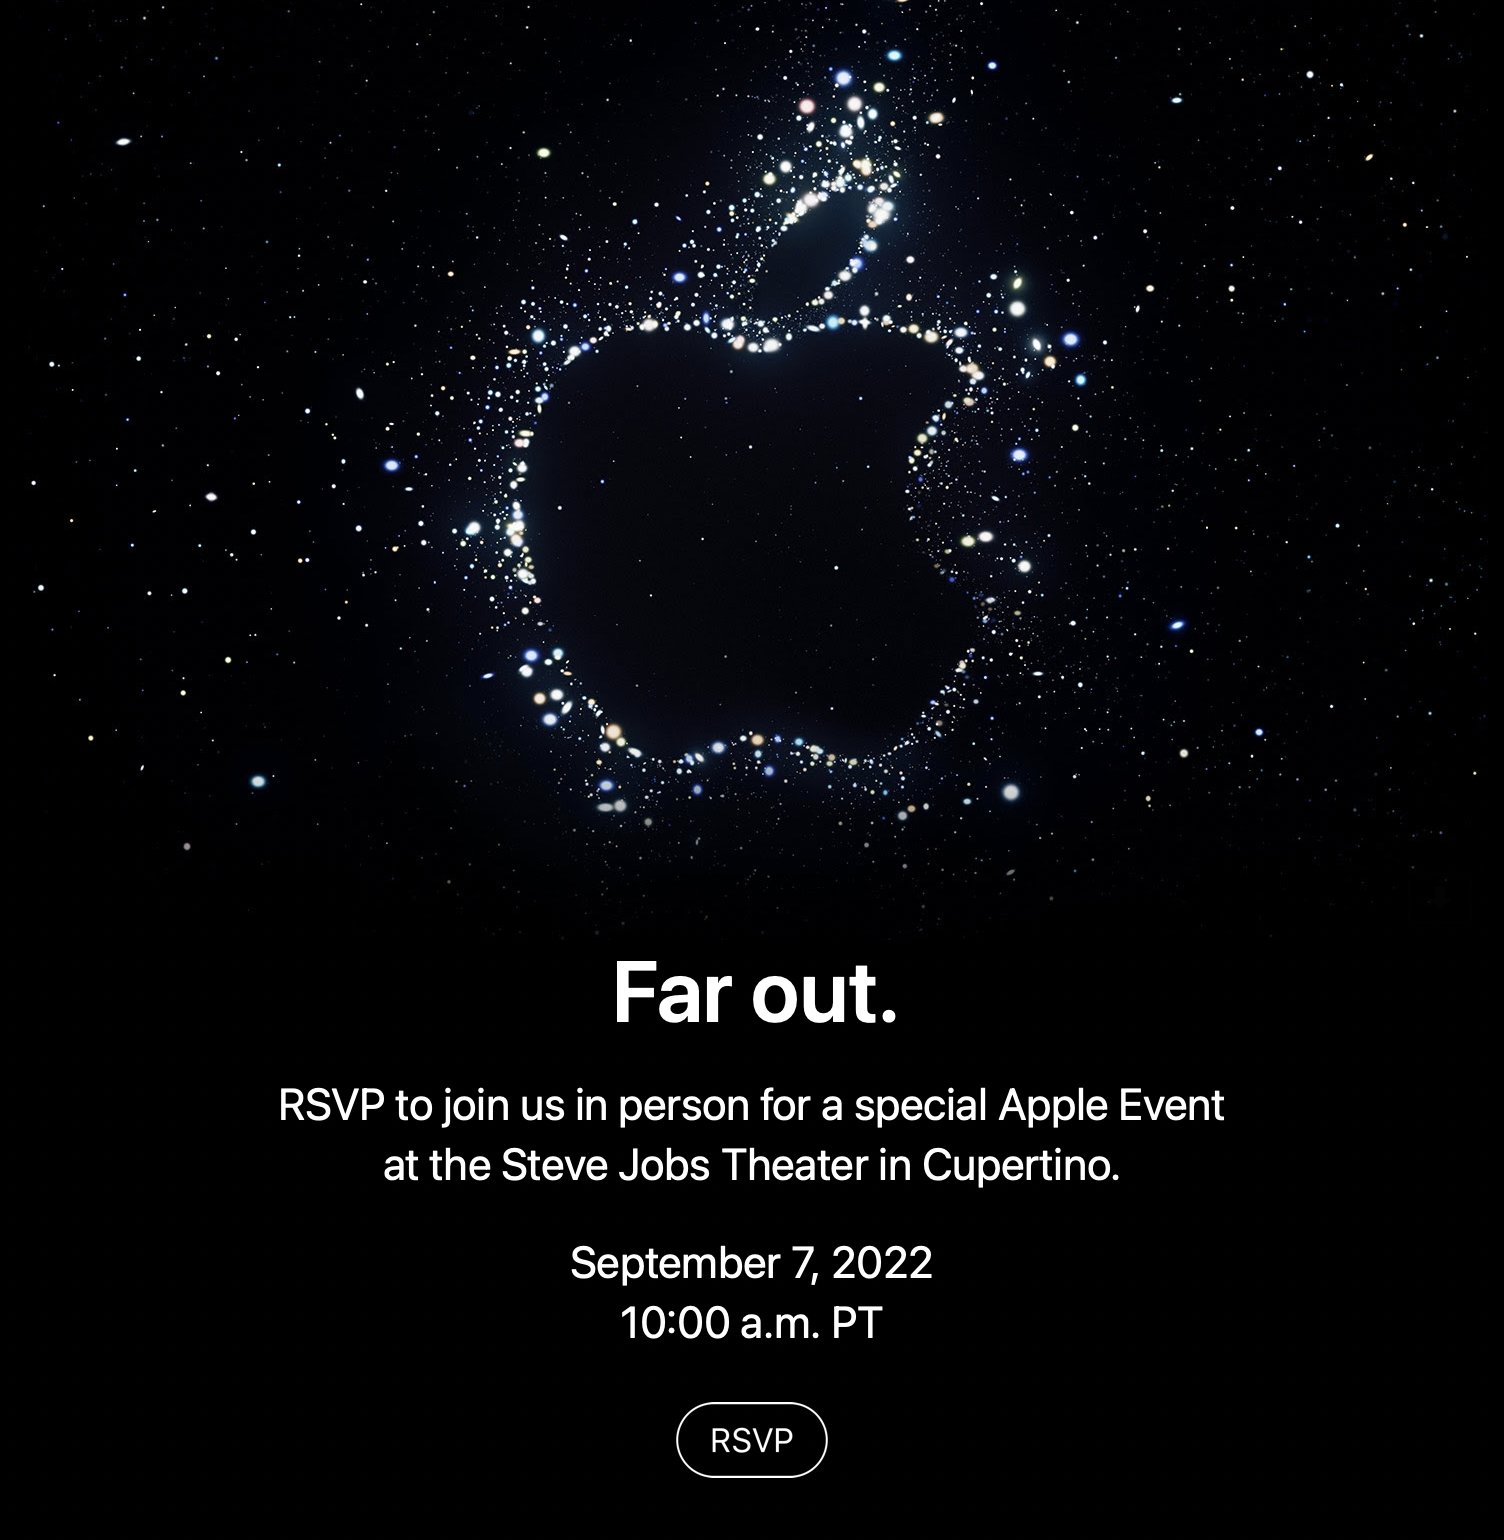 Far out.
RSVP to join us in person for a special Apple Event
at the Steve Jobs Theater in Cupertino.
September 7, 2022
10:00 a.m. PT
RSVP